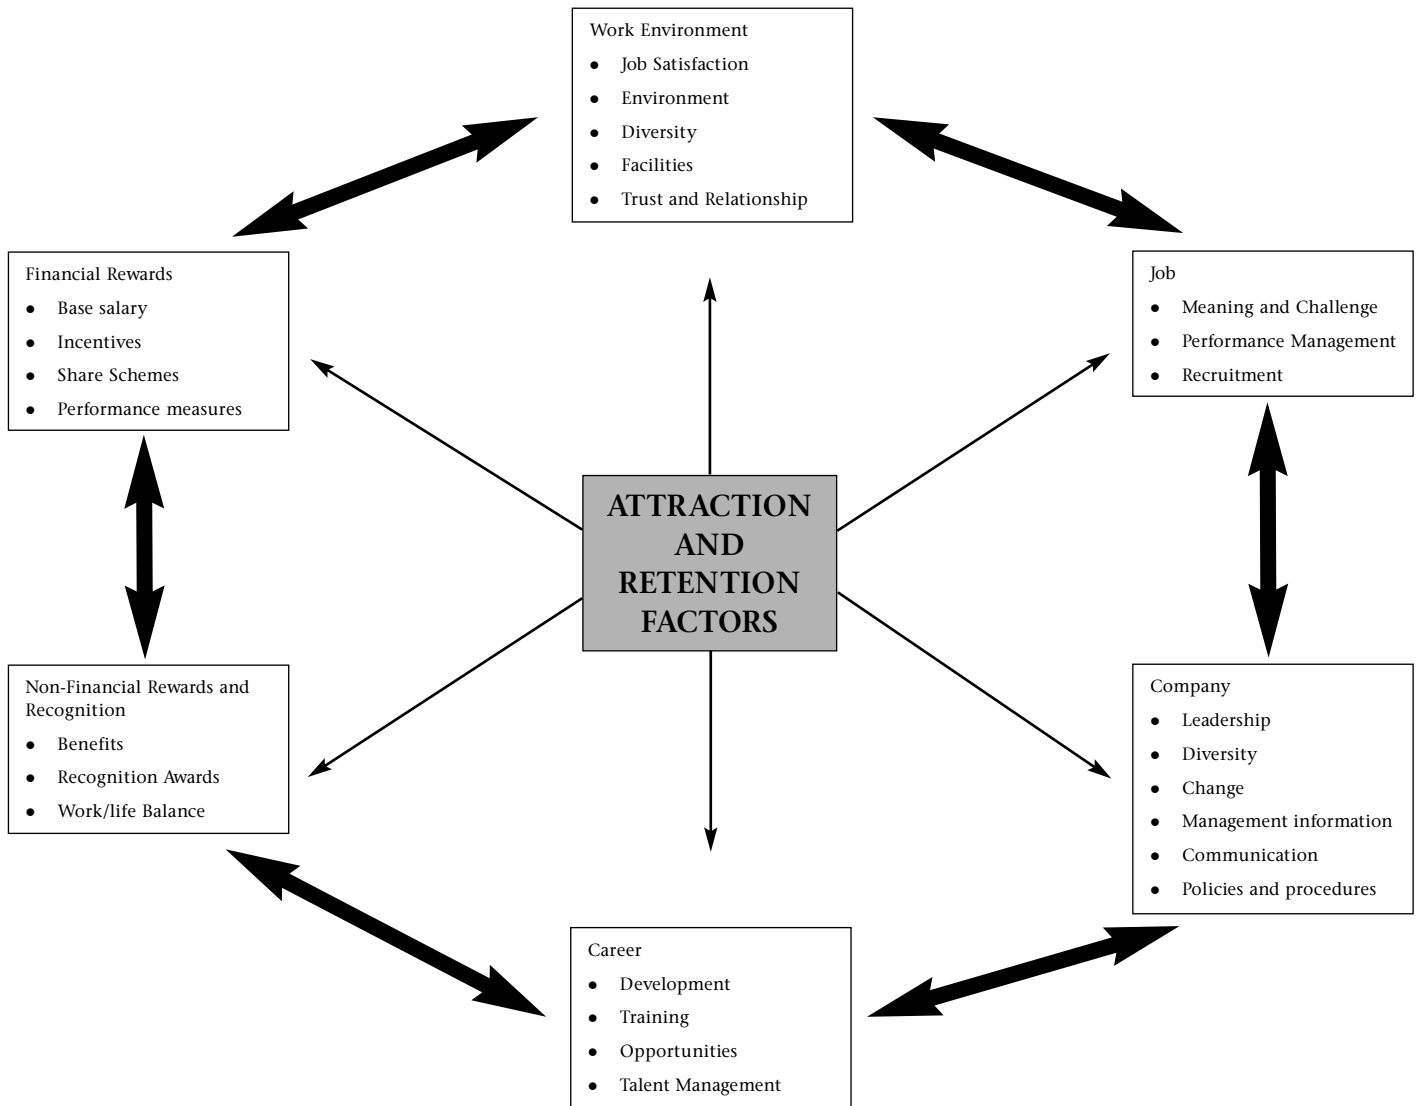 Work Environment
● Job Satisfaction
● Environment
● Diversity
● Facilities
● Trust and Relationship
Financial Rewards
● Base salary
● Incentives
● Share Schemes
● Performance measures
Job
● Meaning and Challenge
● Performance Management
● Recruitment
ATTRACTION
AND
RETENTION
FACTORS
Non-Financial Rewards and
Recognition
● Benefits
● Recognition Awards
● Work/life Balance
Company
● Leadership
● Diversity
● Change
● Management information
● Communication
● Policies and procedures
Career
● Development
● Training
● Opportunities
● Talent Management